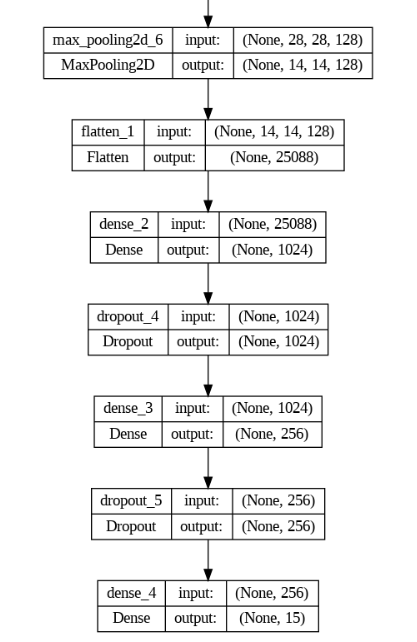 max_pooling2d_6 input: (None, 28, 28, 128)
MaxPooling2D output: (None, 14, 14, 128)
flatten_1 input: (None, 14, 14, 128)
Flatten output: (None, 25088)
dense_2 input: (None, 25088)
Dense output: (None, 1024)
dropout_4 input: (None, 1024)
Dropout output: (None, 1024)
dense_3 input: (None, 1024)
Dense output: (None, 256)
dropout_5 input: (None, 256)
Dropout output: (None, 256)
dense_4 input: (None, 256)
Dense output: (None, 15)